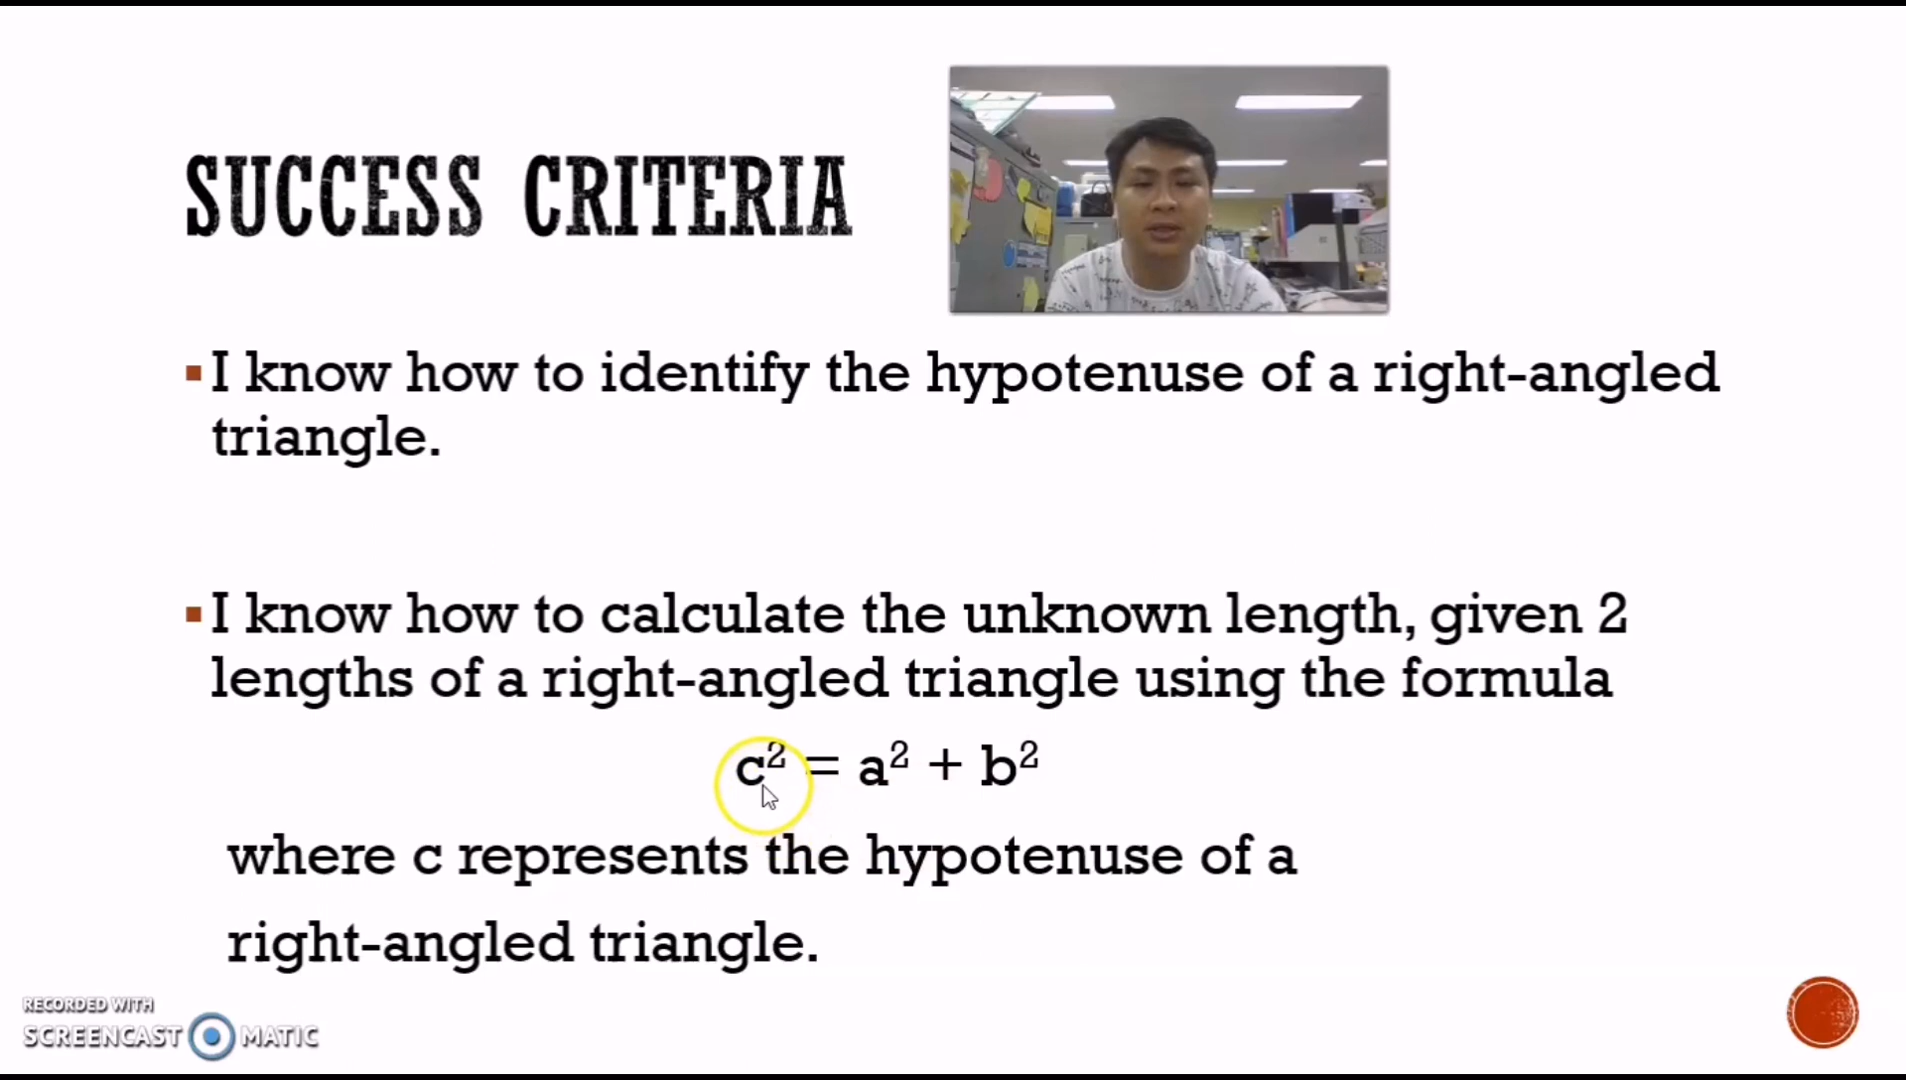 SUCCESS CRITERIA
▪I know how to identify the hypotenuse of a right-angled
triangle.
▪I know how to calculate the unknown length, given 2
lengths of a right-angled triangle using the formula
c² = a² + b²
where c represents the hypotenuse of a
right-angled triangle.
RECORDED WITH
SCREENCAST MATIC